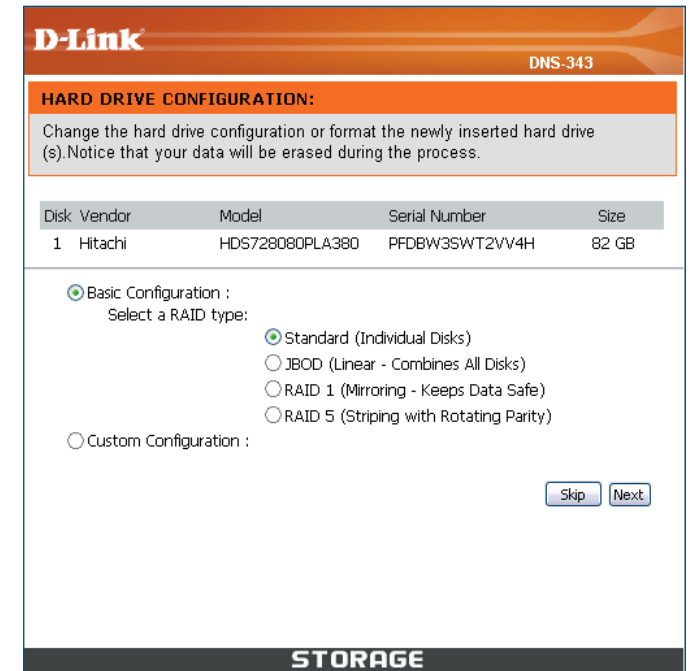 D-Link
DNS-343
HARD DRIVE CONFIGURATION:
Change the hard drive configuration or format the newly inserted hard drive
(s).Notice that your data will be erased during the process.
Disk Vendor Model Serial Number Size
1 Hitachi HDS728080PLA380 PFDBW3SWT2VV4H 82 GB
Basic Configuration :
Select a RAID type:
Standard (Individual Disks)
JBOD (Linear - Combines All Disks)
RAID 1 (Mirroring - Keeps Data Safe)
RAID 5 (Striping with Rotating Parity)
Custom Configuration :
Skip Next
STORAGE